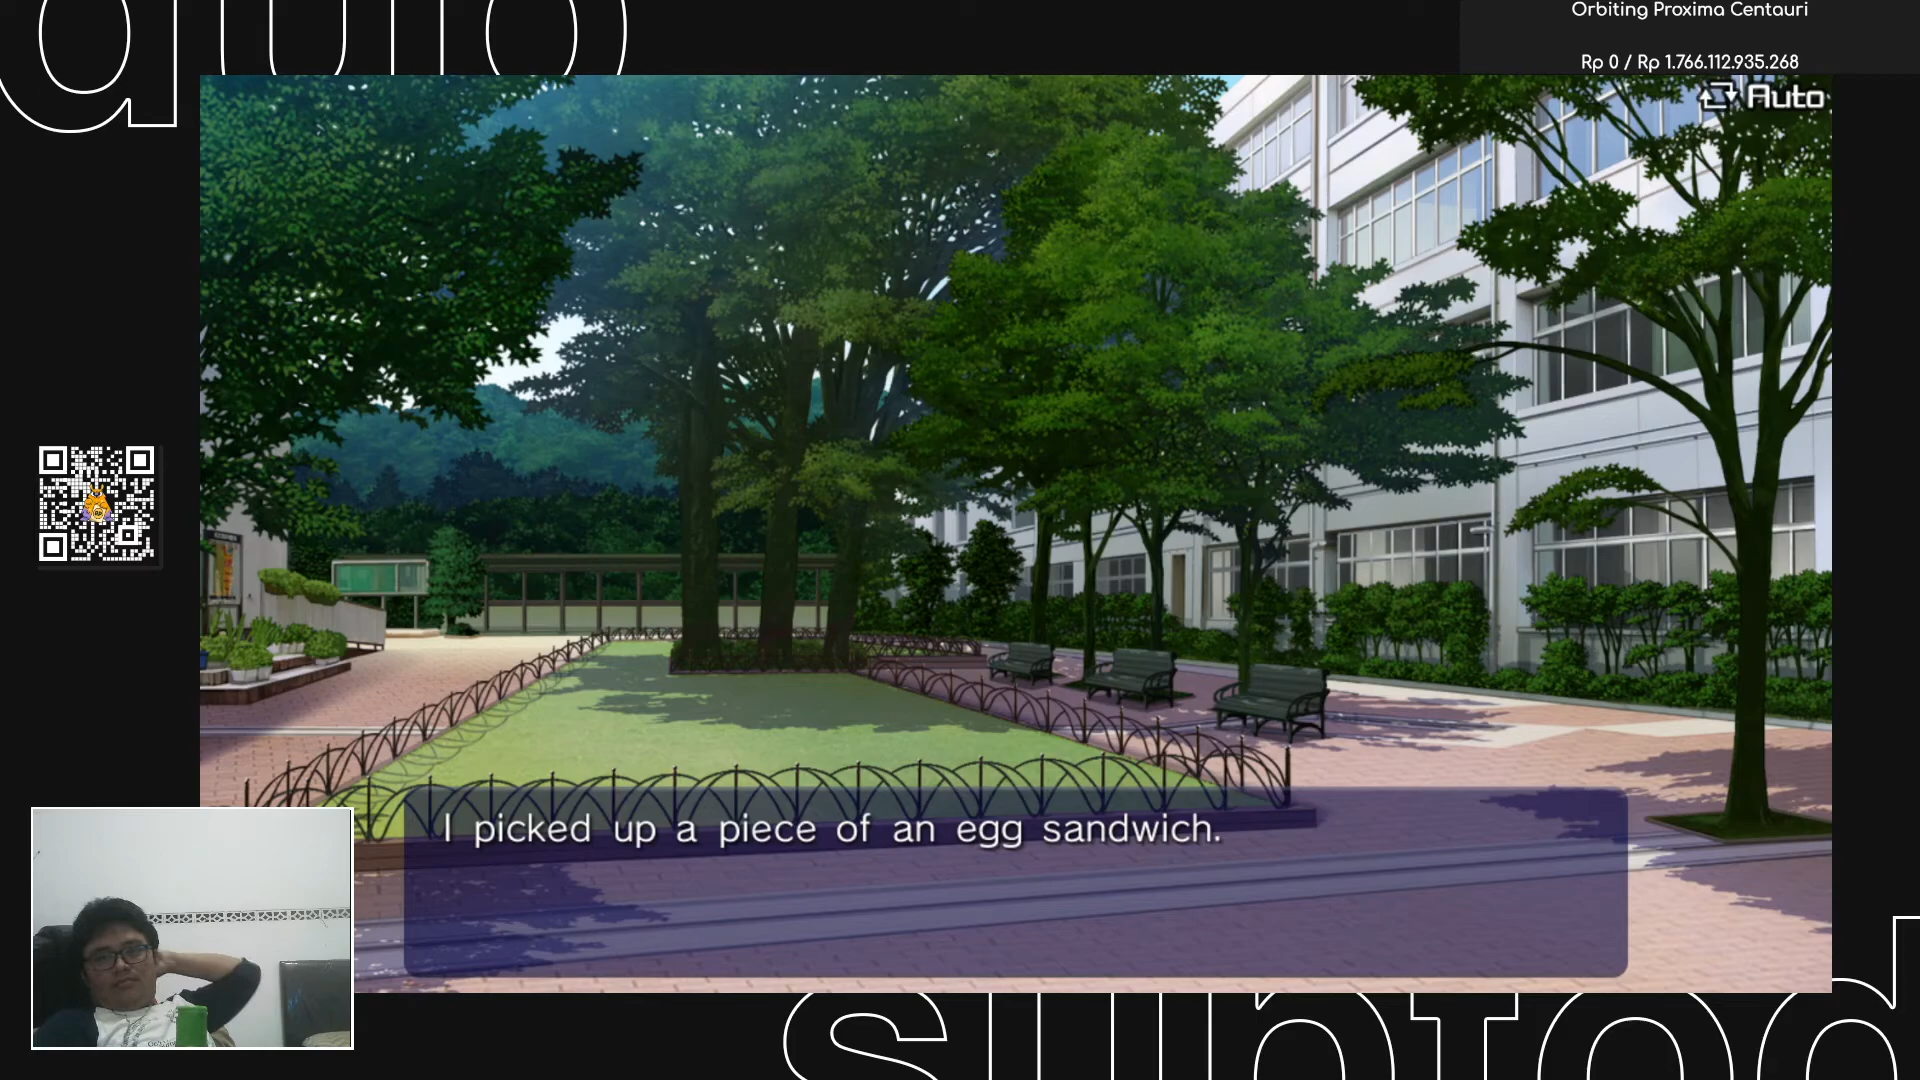 Orbiting Proxima Centauri
Rp 0 / Rp 1.766.112.935.268
Auto
I picked up a piece of an egg sandwich.